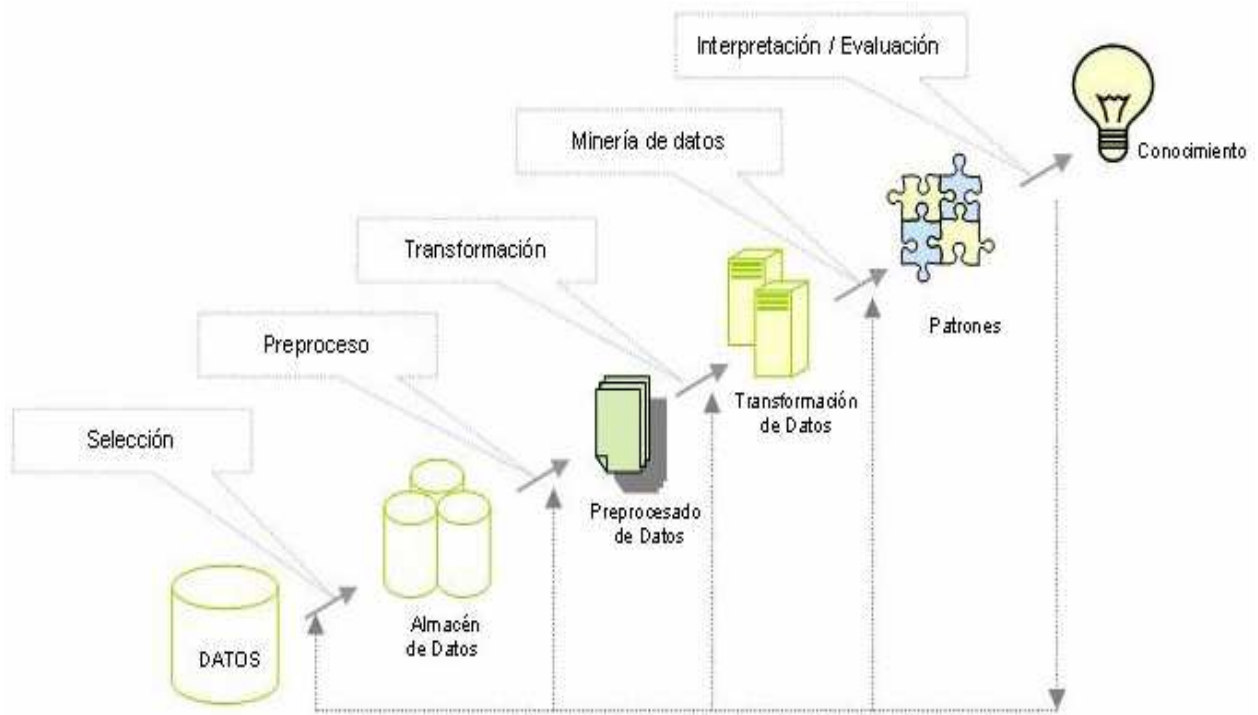 Interpretación / Evaluación
Conocimiento
Minería de datos
Patrones
Transformación
Transformación
de Datos
Preproceso
Preprocesado
de Datos
Selección
Almacén
de Datos
DATOS